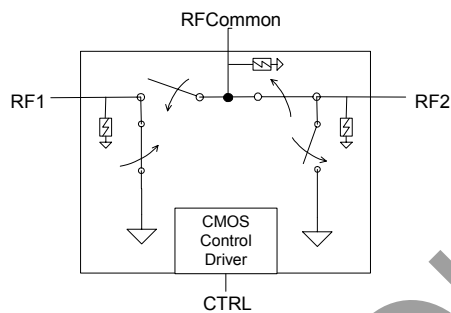 RFCommon
RF1
RF2
CMOS
Control
Driver
CTRL